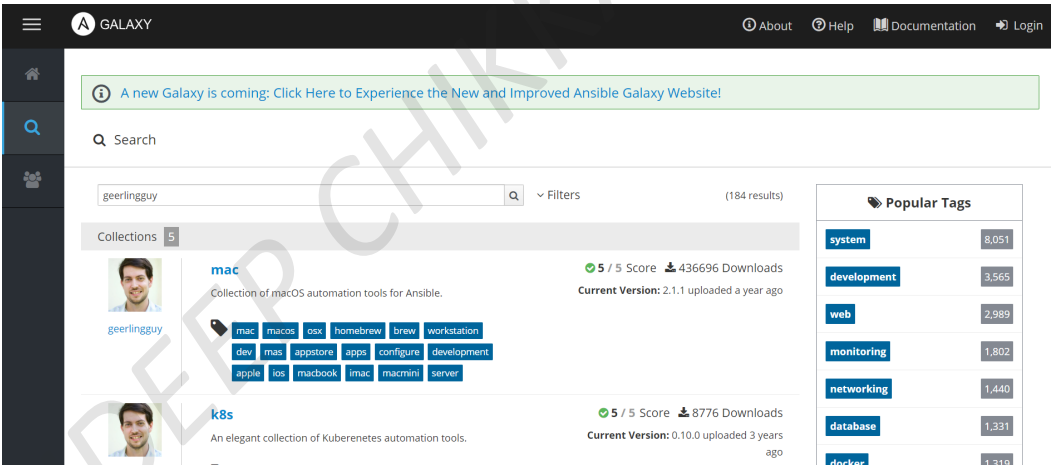 GALAXY
About
Help
Documentation
Login
A new Galaxy is coming: Click Here to Experience the New and Improved Ansible Galaxy Website!
Search
geerlingguy
Filters
(184 results)
Collections 5
geerlingguy
mac
Collection of macOS automation tools for Ansible.
5 / 5 Score 436696 Downloads
Current Version: 2.1.1 uploaded a year ago
mac macos osx homebrew brew workstation
dev mas appstore apps configure development
apple ios macbook imac macmini server
k8s
An elegant collection of Kuberenetes automation tools.
5 / 5 Score 8776 Downloads
Current Version: 0.10.0 uploaded 3 years
ago
Popular Tags
system 8,051
development 3,565
web 2,989
monitoring 1,802
networking 1,440
database 1,331
docker 1,319
DEEP CHIKK